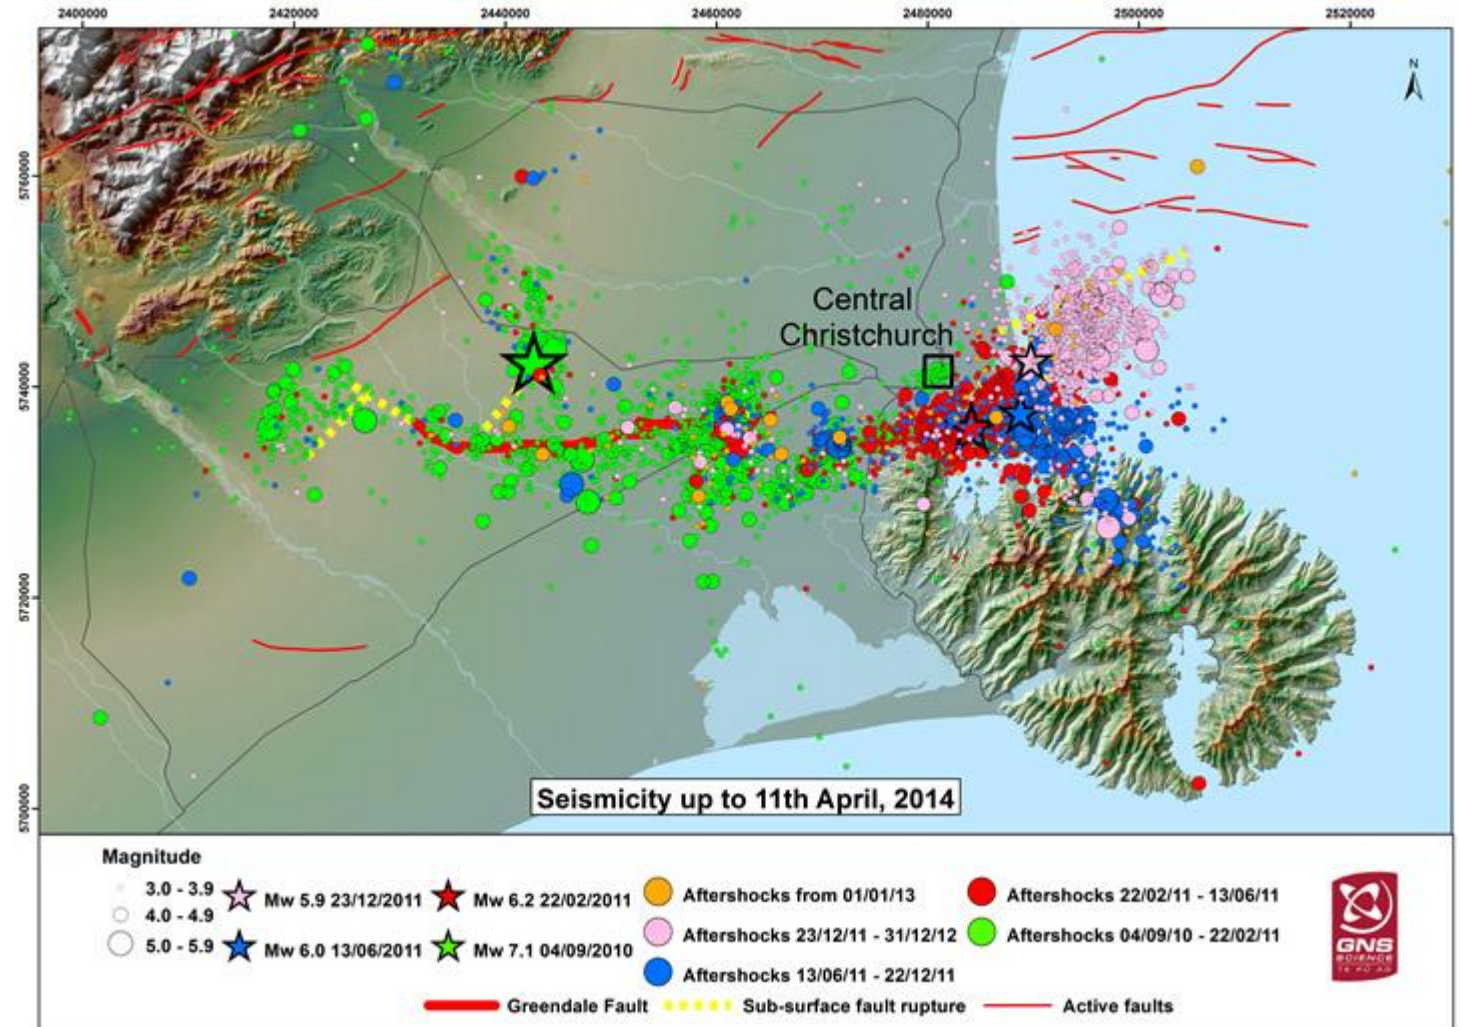 2400000 2420000 2440000 2460000 2480000 2500000 2520000
N
5760000
5740000
5720000
5700000
Central
Christchurch
Seismicity up to 11th April, 2014
Magnitude
3.0 - 3.9
4.0 - 4.9
5.0 - 5.9
Mw 5.9 23/12/2011
Mw 6.0 13/06/2011
Mw 6.2 22/02/2011
Mw 7.1 04/09/2010
Aftershocks from 01/01/13
Aftershocks 23/12/11 - 31/12/12
Aftershocks 13/06/11 - 22/12/11
Aftershocks 22/02/11 - 13/06/11
Aftershocks 04/09/10 - 22/02/11
Greendale Fault
Sub-surface fault rupture
Active faults
GNS
SCIENCE
TE PŪ AO